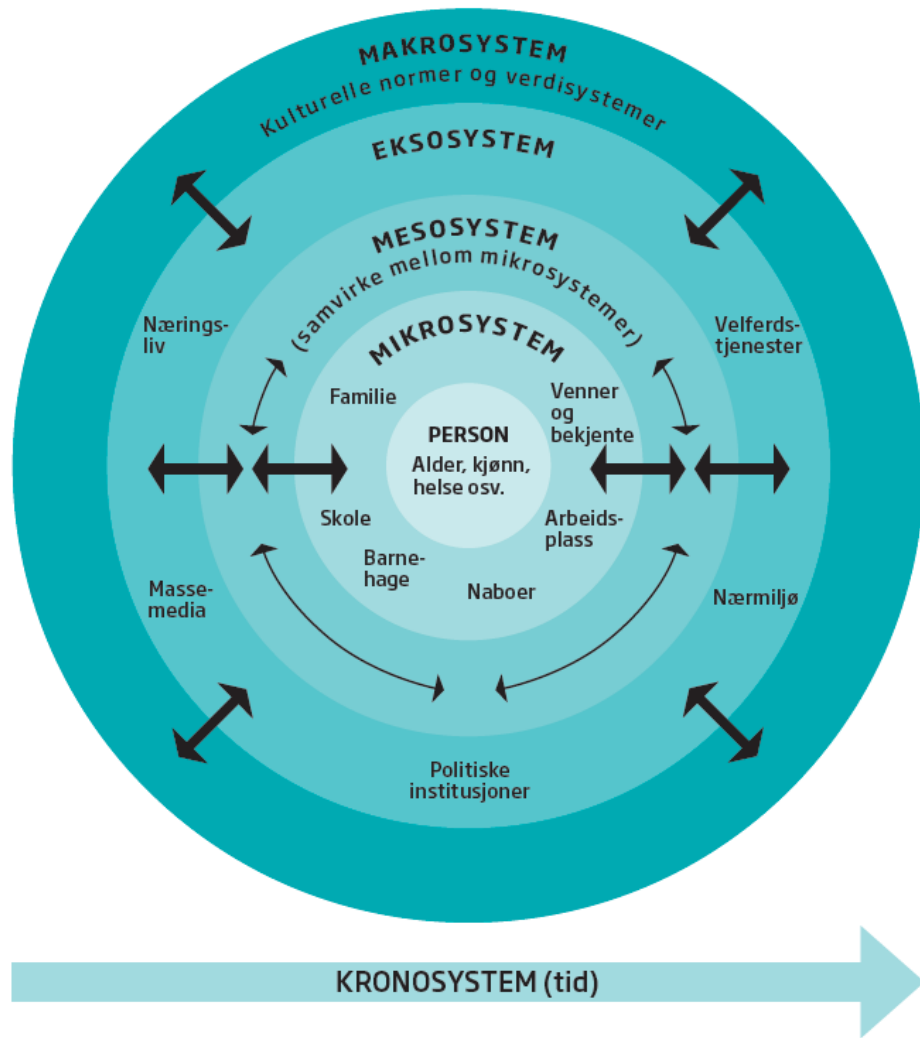 MAKROSYSTEM
Kulturelle normer og verdisystemer
EKSOSYSTEM
MESOSYSTEM
(samvirke mellom mikrosystemer)
MIKROSYSTEM
Nærings-
liv
Velferds-
tjenester
Familie
Venner
og
bekjente
PERSON
Alder, kjønn,
helse osv.
Skole
Arbeids-
plass
Barne-
hage
Naboer
Masse-
media
Nærmiljø
Politiske
institusjoner
KRONOSYSTEM (tid)